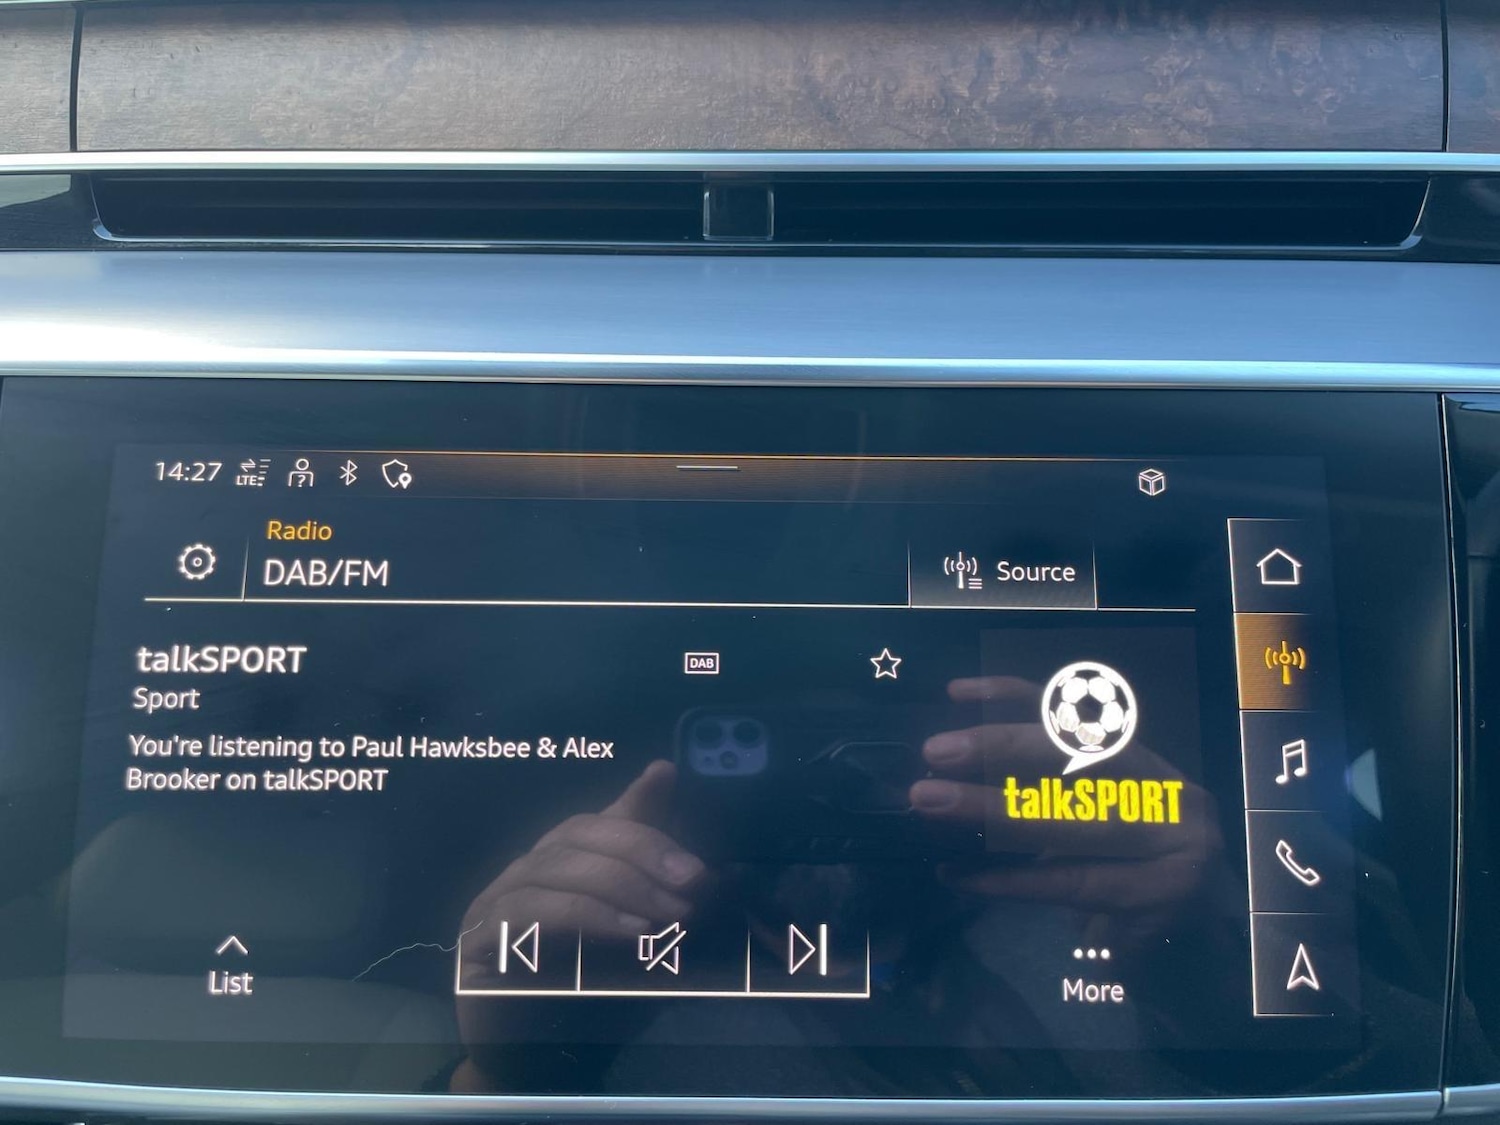 14:27
LTE
Radio
DAB/FM
Source
talkSPORT
DAB
Sport
You're listening to Paul Hawksbee & Alex
Brooker on talkSPORT
talkSPORT
List
More